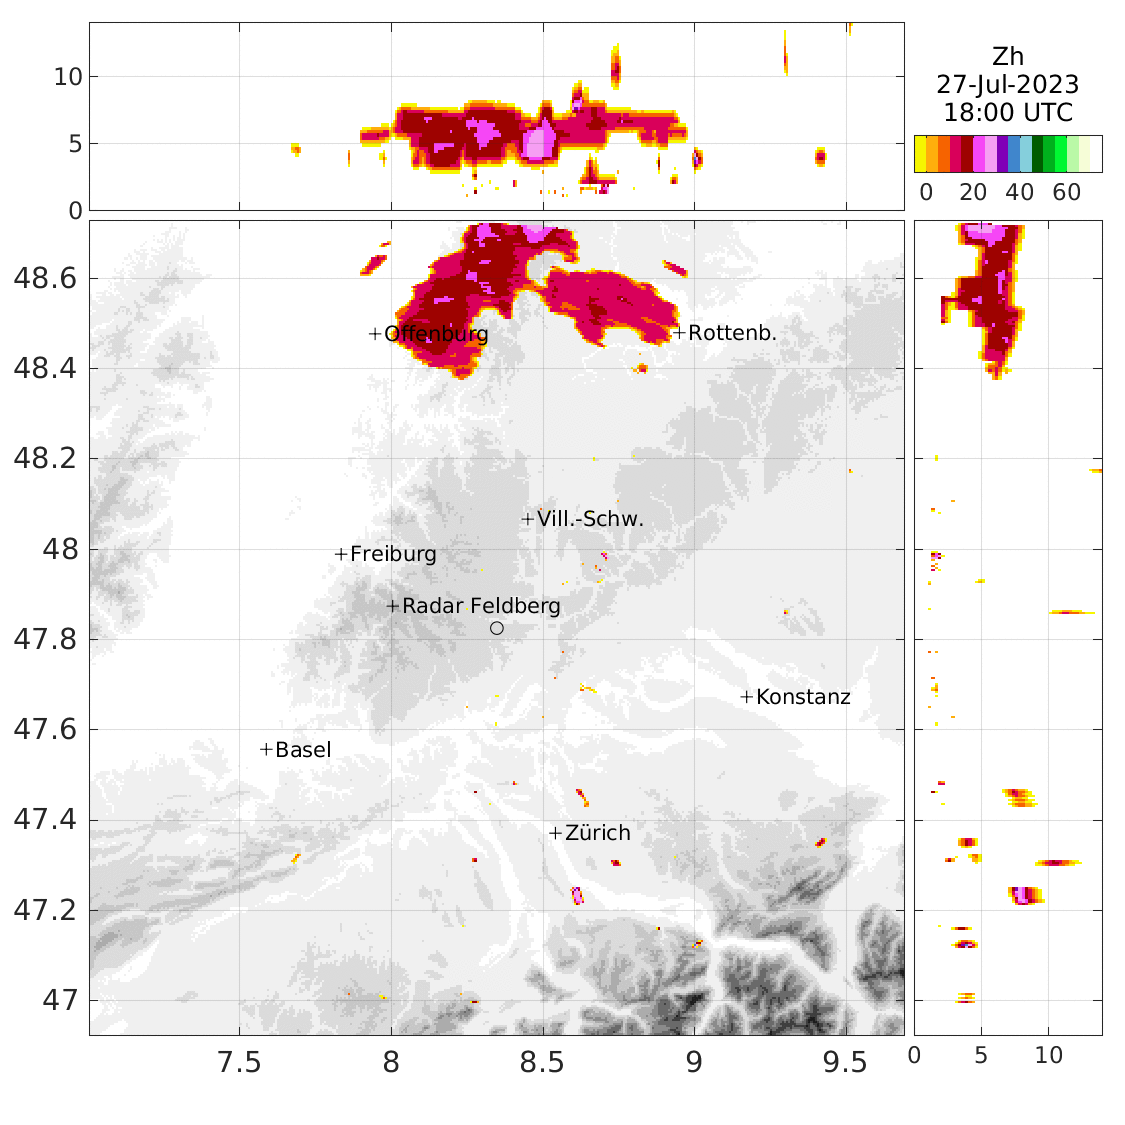 Zh
27-Jul-2023
18:00 UTC
0 20 40 60
10
5
0
48.6
48.4
48.2
48
47.8
47.6
47.4
47.2
47
Offenburg
Rottenb.
Vill.-Schw.
Freiburg
Radar Feldberg
Konstanz
Basel
Zürich
7.5 8 8.5 9 9.5
0 5 10